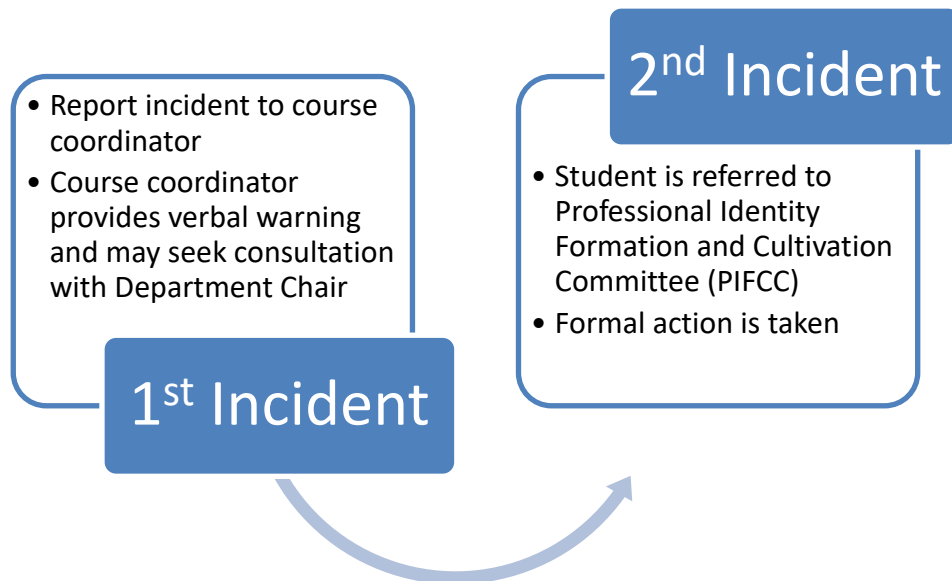 • Report incident to course
coordinator
• Course coordinator
provides verbal warning
and may seek consultation
with Department Chair
1st Incident
2nd Incident
• Student is referred to
Professional Identity
Formation and Cultivation
Committee (PIFCC)
• Formal action is taken